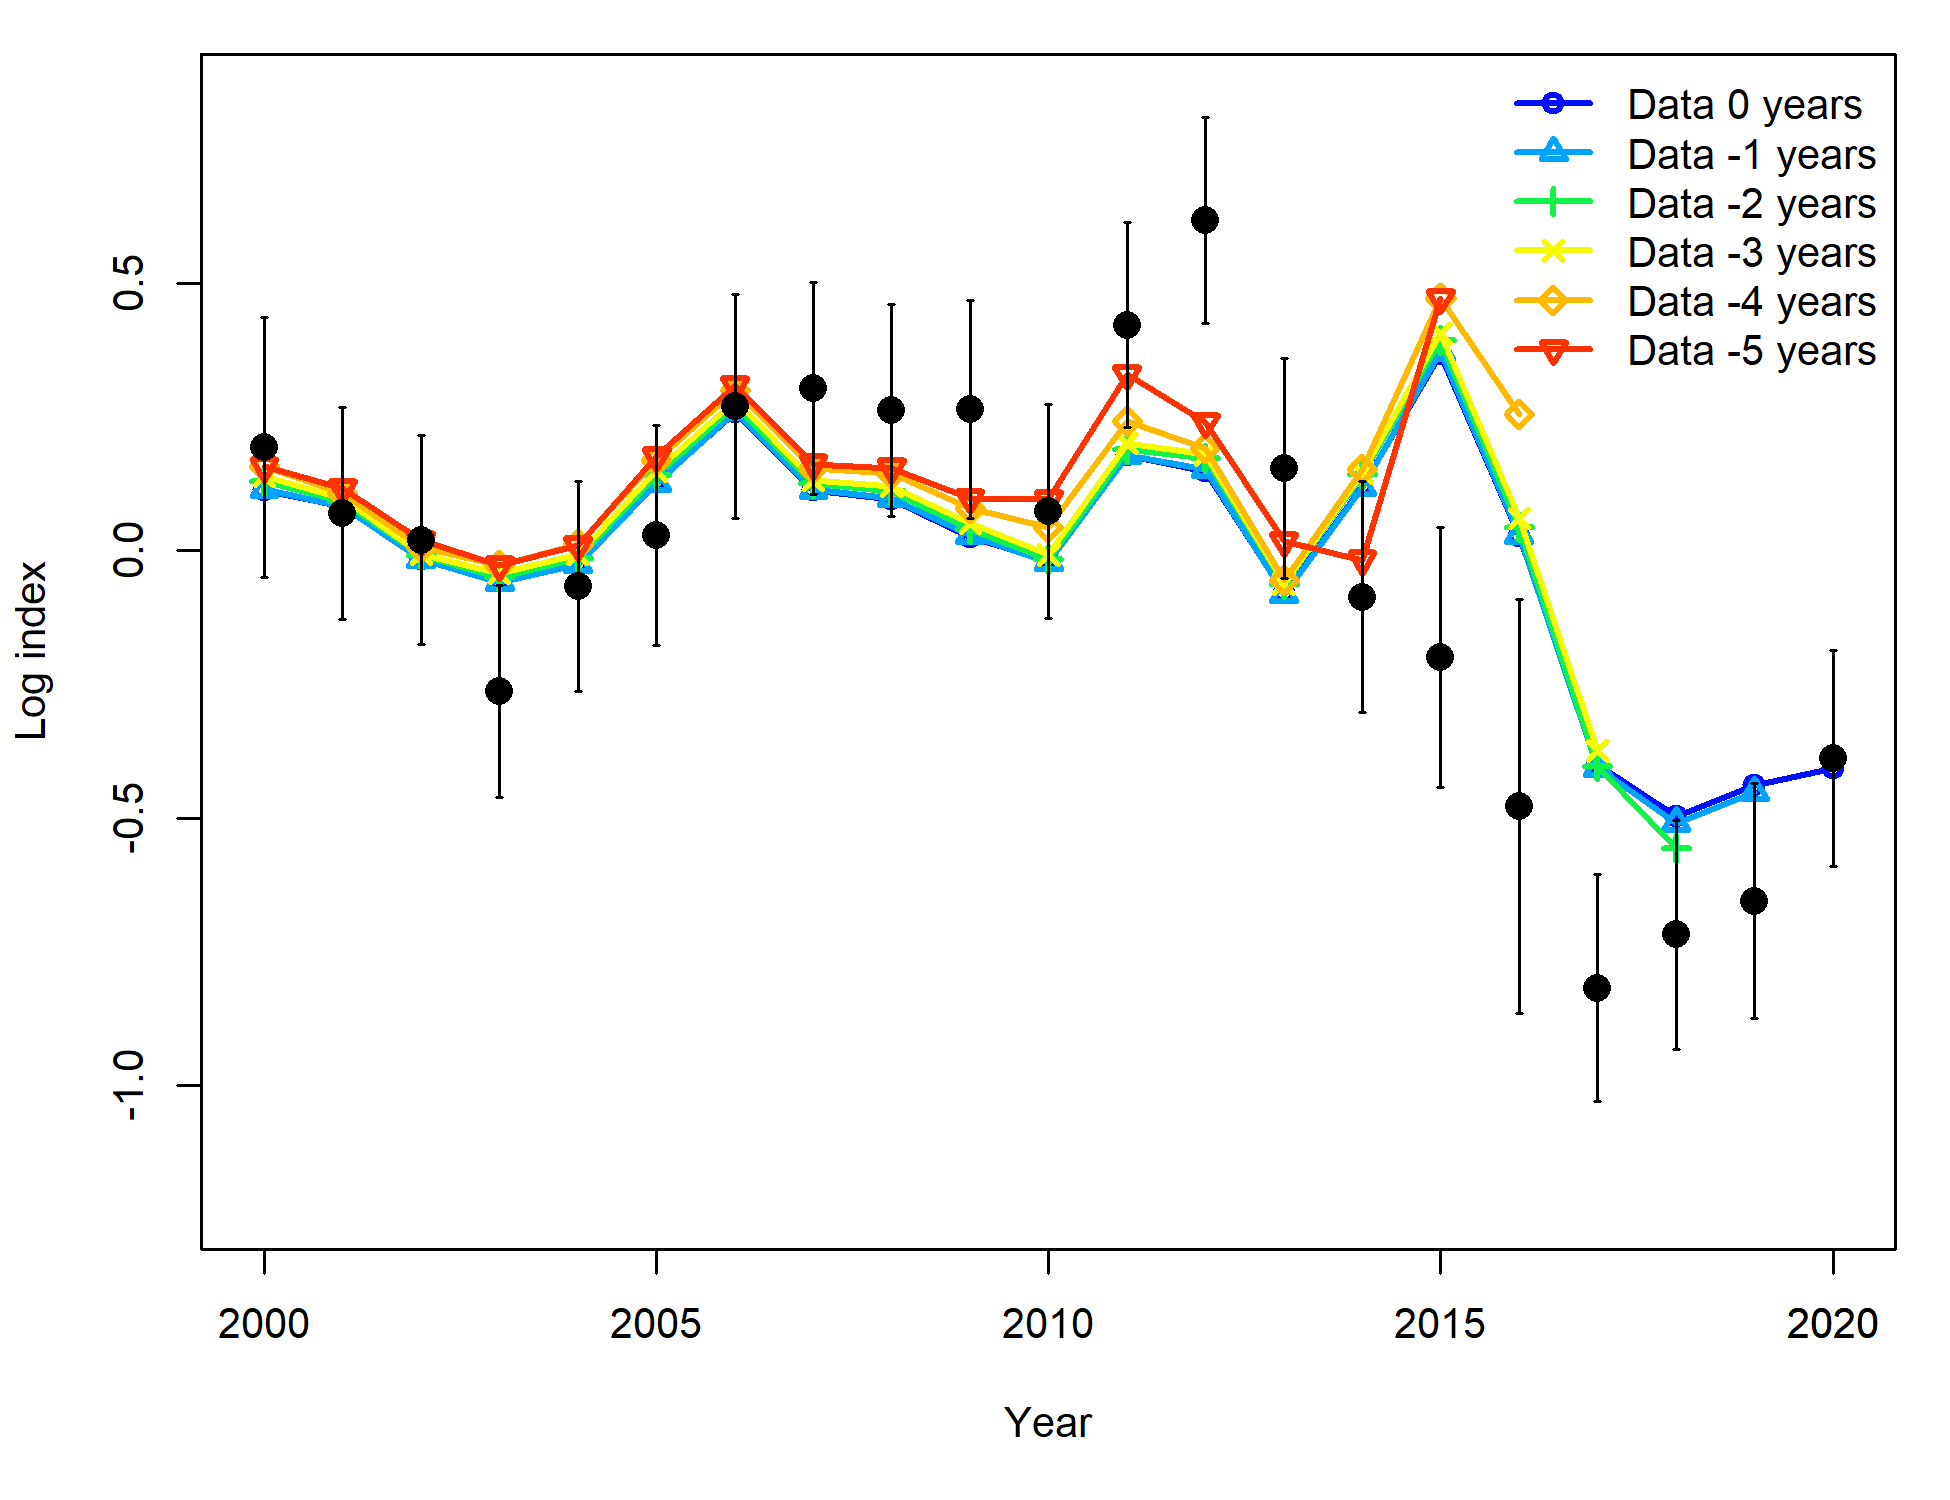 Data 0 years
Data -1 years
Data -2 years
Data -3 years
Data -4 years
Data -5 years
0.5
0.0
-0.5
-1.0
Log index
2000 2005 2010 2015 2020
Year